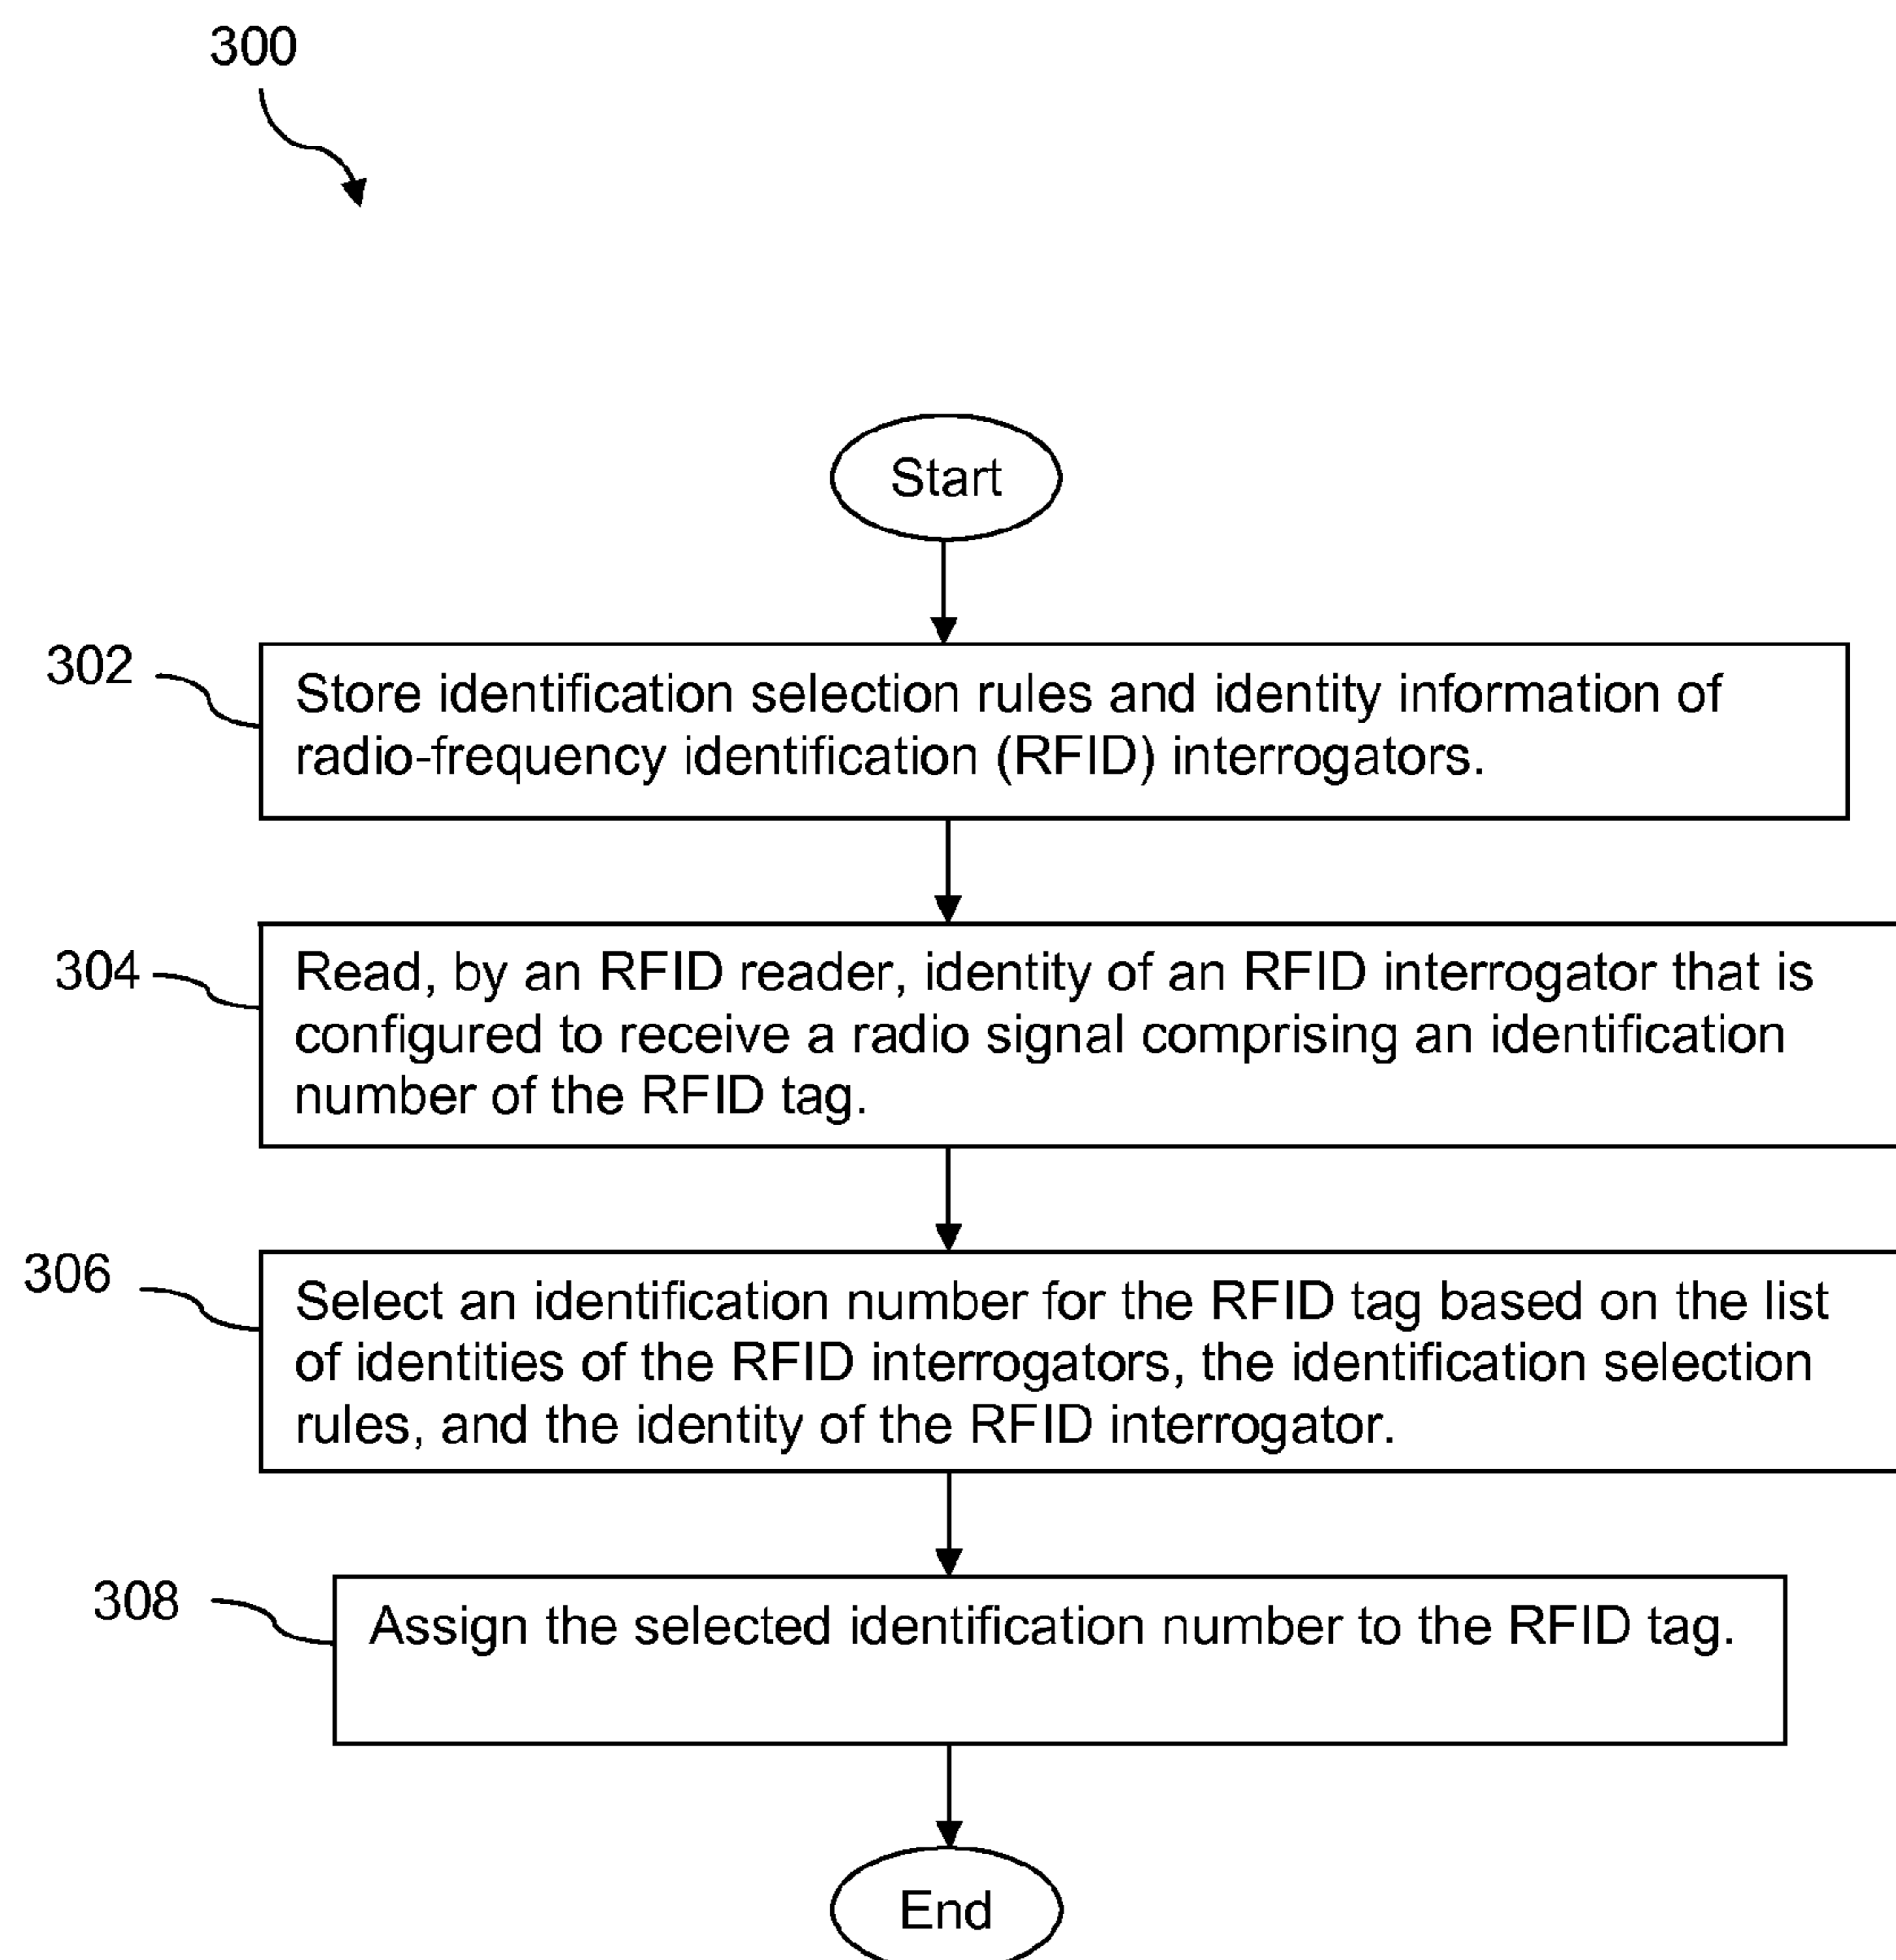 300
Start
302
Store identification selection rules and identity information of
radio-frequency identification (RFID) interrogators.
304
Read, by an RFID reader, identity of an RFID interrogator that is
configured to receive a radio signal comprising an identification
number of the RFID tag.
306
Select an identification number for the RFID tag based on the list
of identities of the RFID interrogators, the identification selection
rules, and the identity of the RFID interrogator.
308
Assign the selected identification number to the RFID tag.
End